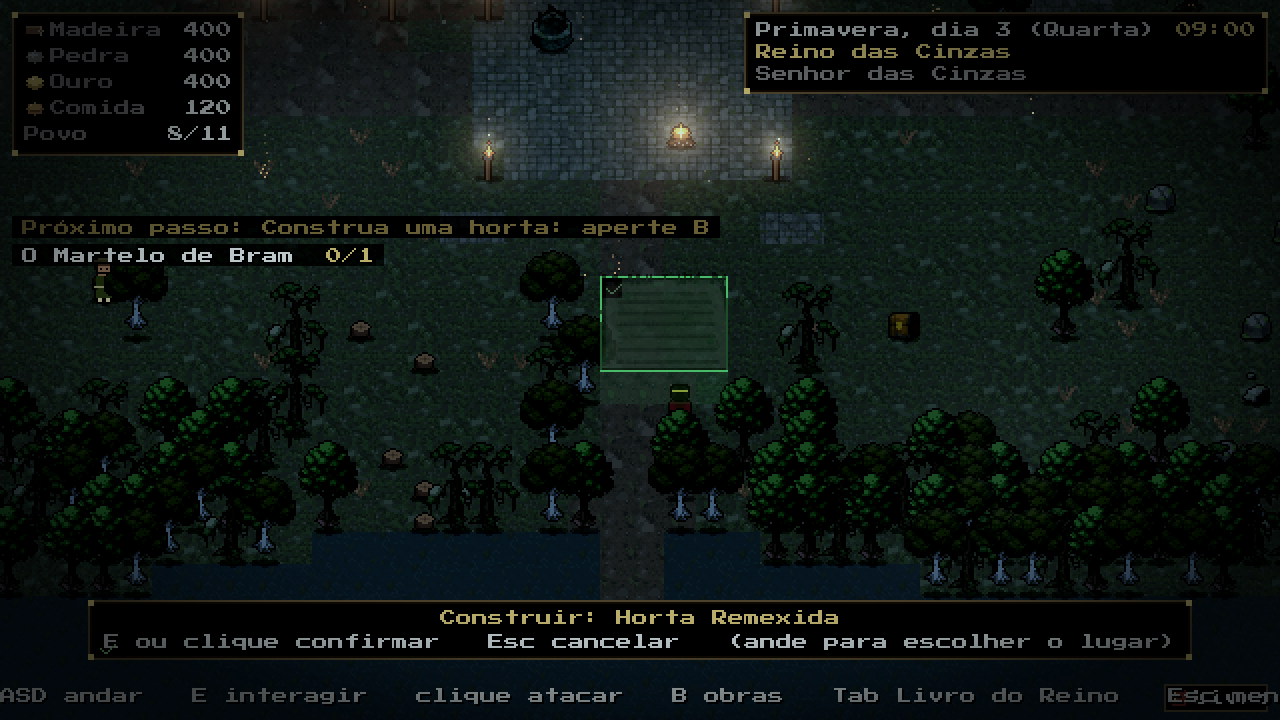 Madeira 400
Pedra 400
Ouro 400
Comida 120
Povo 8/11
Primavera, dia 3 (Quarta) 09:00
Reino das Cinzas
Senhor das Cinzas
Próximo passo: Construa uma horta: aperte B
O Martelo de Bram 0/1
Construir: Horta Remexida
E ou clique confirmar Esc cancelar (ande para escolher o lugar)
ASD andar E interagir clique atacar B obras Tab Livro do Reino